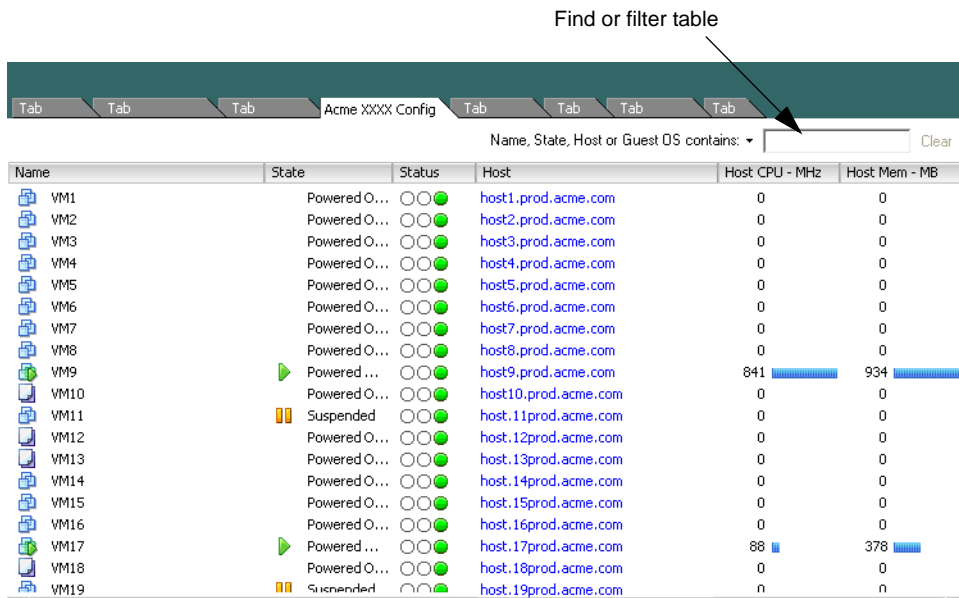 Find or filter table
Tab Tab Tab Acme XXXX Config Tab Tab Tab Tab
Name, State, Host or Guest OS contains: Clear
Name State Status Host Host CPU - MHz Host Mem - MB
VM1 Powered O... host1.prod.acme.com 0 0
VM2 Powered O... host2.prod.acme.com 0 0
VM3 Powered O... host3.prod.acme.com 0 0
VM4 Powered O... host4.prod.acme.com 0 0
VM5 Powered O... host5.prod.acme.com 0 0
VM6 Powered O... host6.prod.acme.com 0 0
VM7 Powered O... host7.prod.acme.com 0 0
VM8 Powered O... host8.prod.acme.com 0 0
VM9 Powered ... host9.prod.acme.com 841 934
VM10 Powered O... host10.prod.acme.com 0 0
VM11 Suspended host.11prod.acme.com 0 0
VM12 Powered O... host.12prod.acme.com 0 0
VM13 Powered O... host.13prod.acme.com 0 0
VM14 Powered O... host.14prod.acme.com 0 0
VM15 Powered O... host.15prod.acme.com 0 0
VM16 Powered O... host.16prod.acme.com 0 0
VM17 Powered ... host.17prod.acme.com 88 378
VM18 Powered O... host.18prod.acme.com 0 0
VM19 Suspended host.19prod.acme.com 0 0